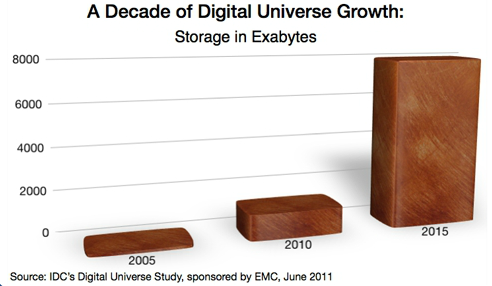 A Decade of Digital Universe Growth:
Storage in Exabytes
8000
6000
4000
2000
0
2005
2010
2015
Source: IDC's Digital Universe Study, sponsored by EMC, June 2011